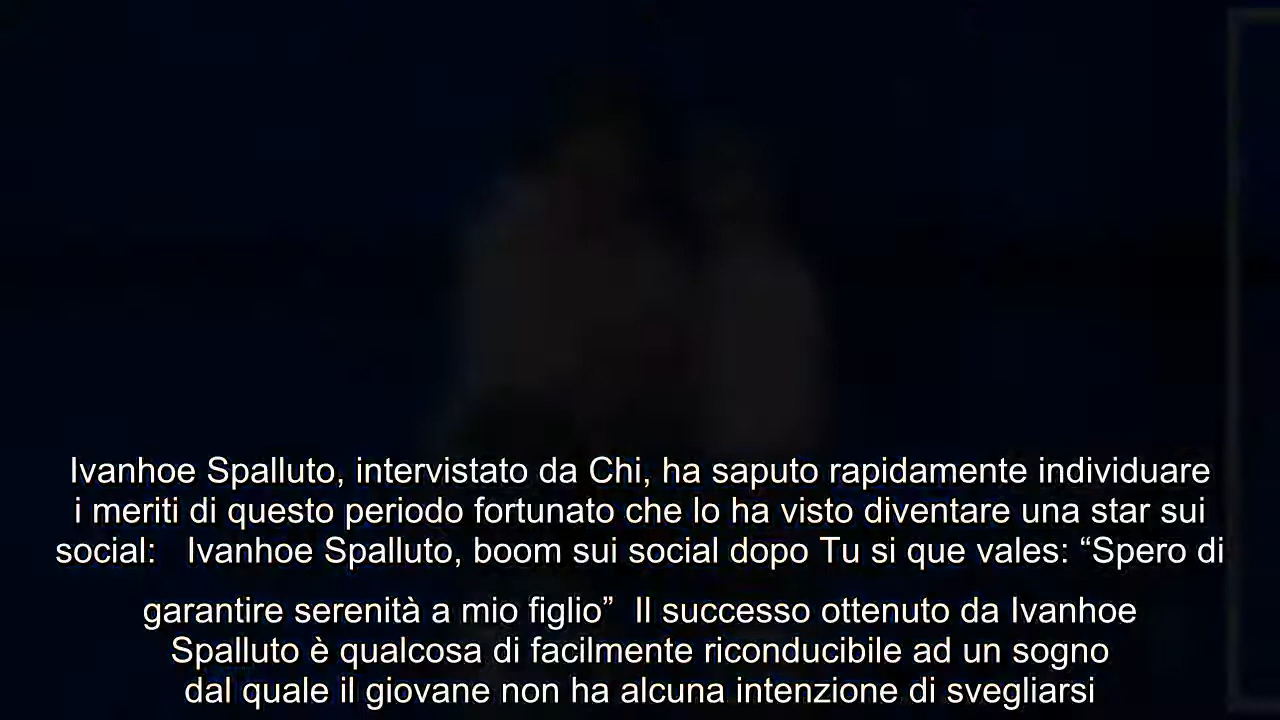 Ivanhoe Spalluto, intervistato da Chi, ha saputo rapidamente individuare
i meriti di questo periodo fortunato che lo ha visto diventare una star sui
social:   Ivanhoe Spalluto, boom sui social dopo Tu si que vales: “Spero di
garantire serenità a mio figlio”  Il successo ottenuto da Ivanhoe
Spalluto è qualcosa di facilmente riconducibile ad un sogno
dal quale il giovane non ha alcuna intenzione di svegliarsi